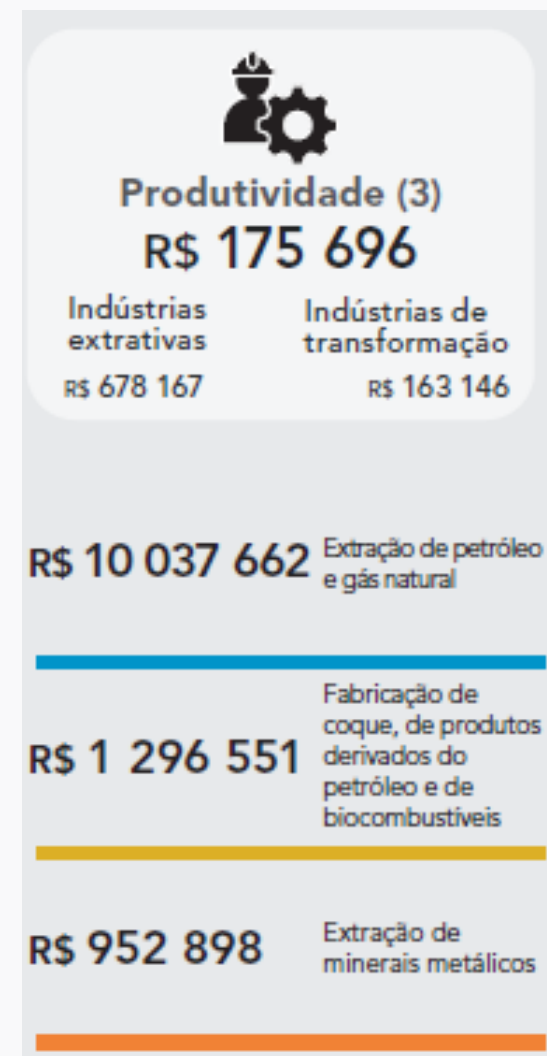 Produtividade (3)
R$ 175 696
Indústrias
extrativas
R$ 678 167
Indústrias de
transformação
R$ 163 146
R$ 10 037 662
Extração de petróleo
e gás natural
R$ 1 296 551
Fabricação de
coque, de produtos
derivados do
petróleo e de
biocombustíveis
R$ 952 898
Extração de
minerais metálicos